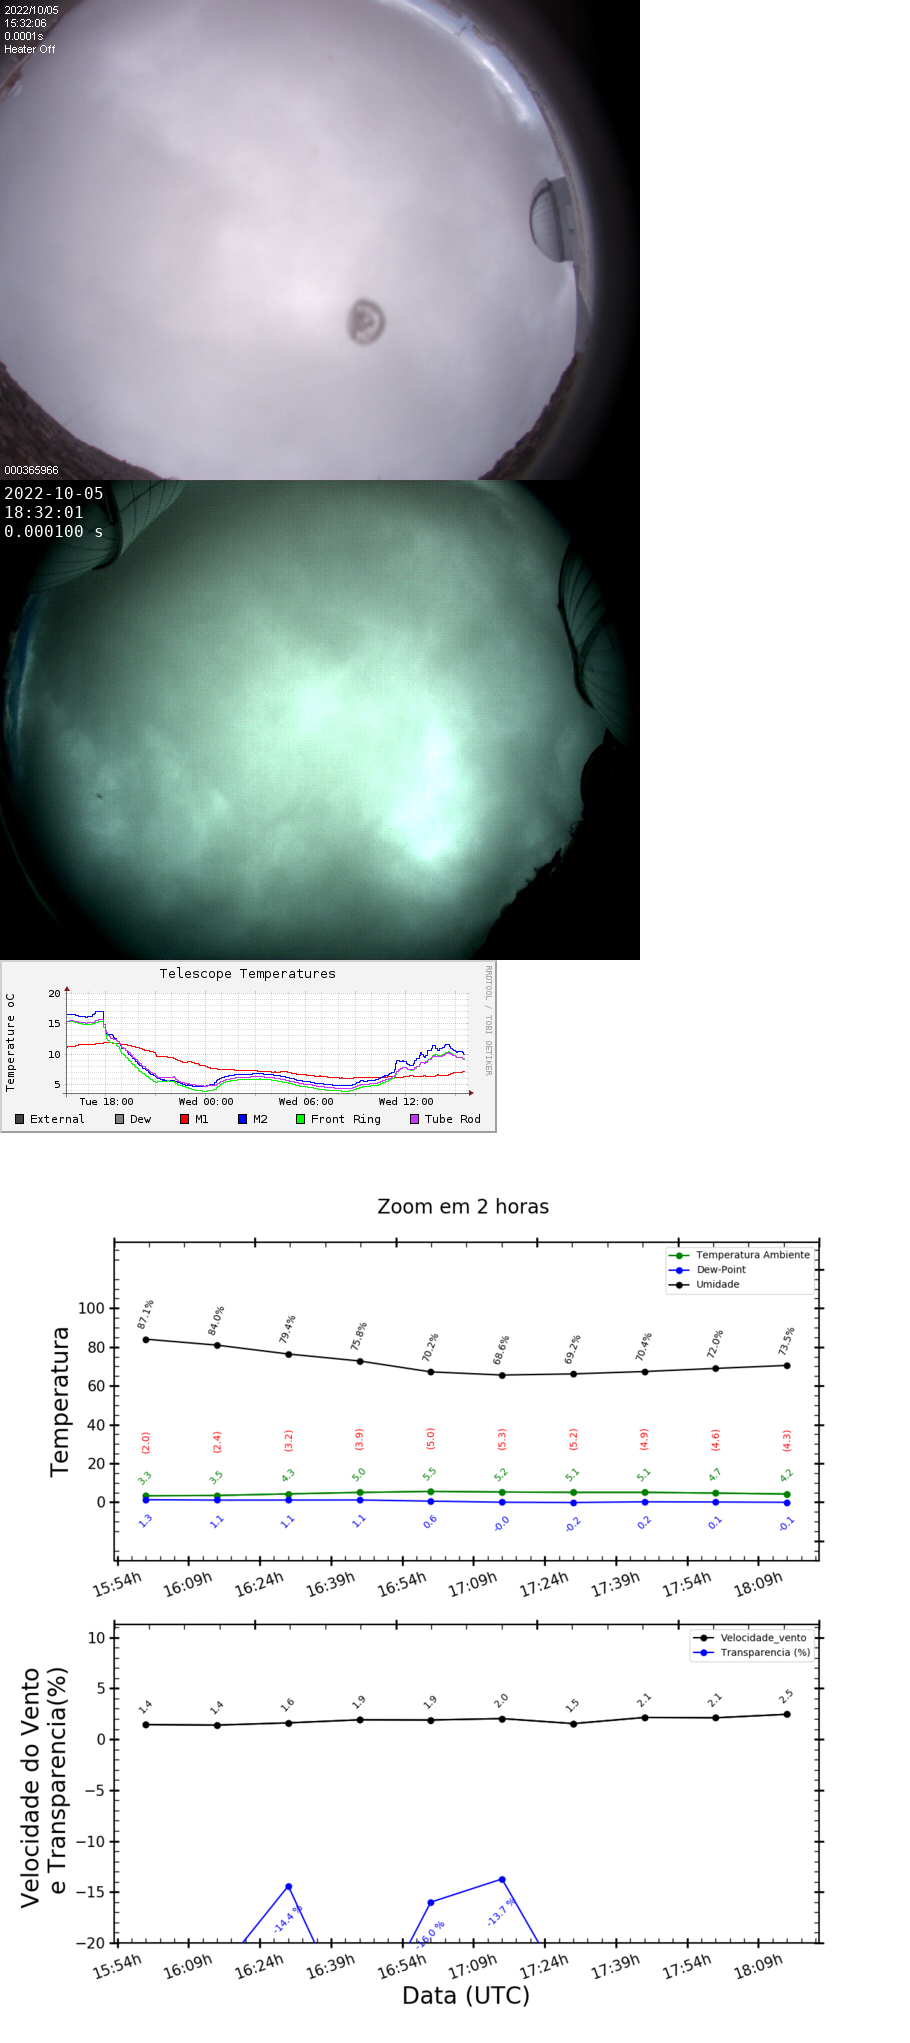 2022/10/05
15:32:06
0.0001s
Heater Off
000365966
2022-10-05
18:32:01
0.000100 s
Telescope Temperatures
RRDTOOL / TOBI OETIKER
Temperature oC
20
15
10
5
Tue 18:00 Wed 00:00 Wed 06:00 Wed 12:00
External Dew M1 M2 Front Ring Tube Rod
Zoom em 2 horas
Temperatura Ambiente
Dew-Point
Umidade
Temperatura
100
80
60
40
20
0
87.1% 84.0% 79.4% 75.8% 70.2% 68.6% 69.2% 70.4% 72.0% 73.5%
(2.0) (2.4) (3.2) (3.9) (5.0) (5.3) (5.2) (4.9) (4.6) (4.3)
3.3 3.5 4.3 5.0 5.5 5.2 5.1 5.1 4.7 4.2
1.3 1.1 1.1 1.1 0.6 -0.0 -0.2 0.2 0.1 -0.1
15:54h 16:09h 16:24h 16:39h 16:54h 17:09h 17:24h 17:39h 17:54h 18:09h
Velocidade_vento
Transparencia (%)
Velocidade do Vento
e Transparencia(%)
10
5
0
−5
−10
−15
−20
1.4 1.4 1.6 1.9 1.9 2.0 1.5 2.1 2.1 2.5
-14.4 % -16.0 % -13.7 %
15:54h 16:09h 16:24h 16:39h 16:54h 17:09h 17:24h 17:39h 17:54h 18:09h
Data (UTC)